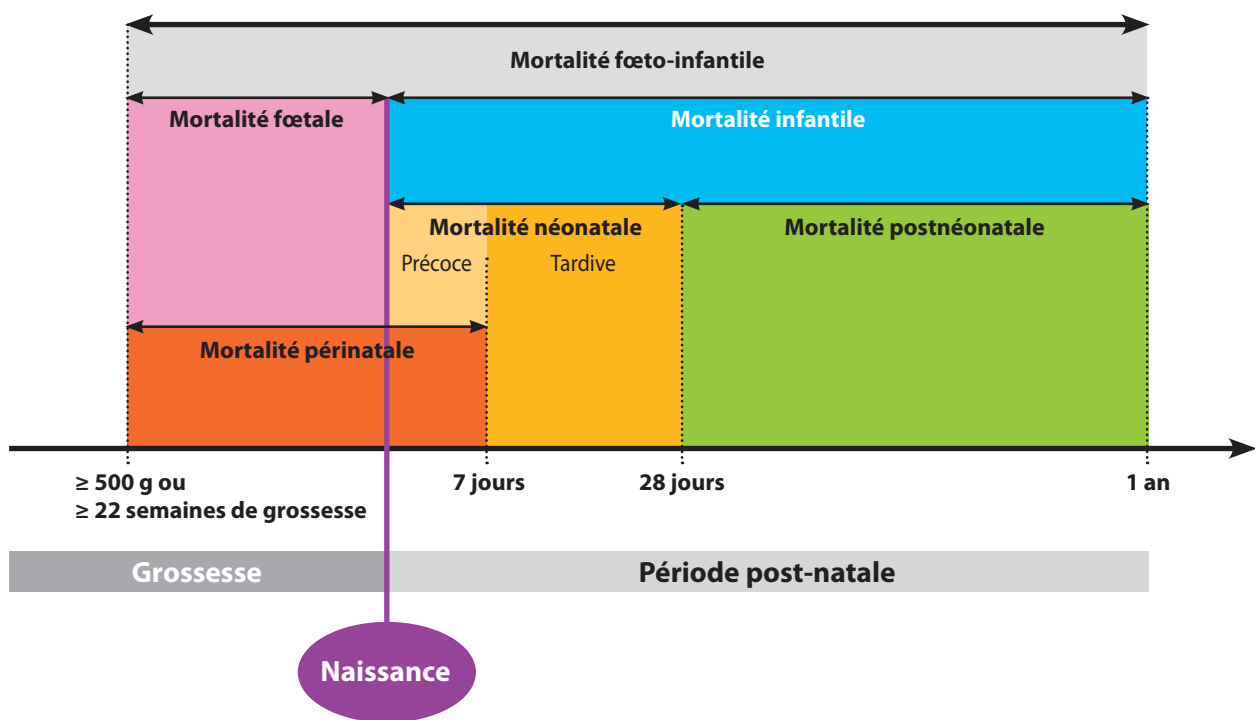 Mortalité fœto-infantile
Mortalité fœtale
Mortalité infantile
Mortalité néonatale
Mortalité postnéonatale
Précoce
Tardive
Mortalité périnatale
≥ 500 g ou
≥ 22 semaines de grossesse
7 jours
28 jours
1 an
Grossesse
Période post-natale
Naissance